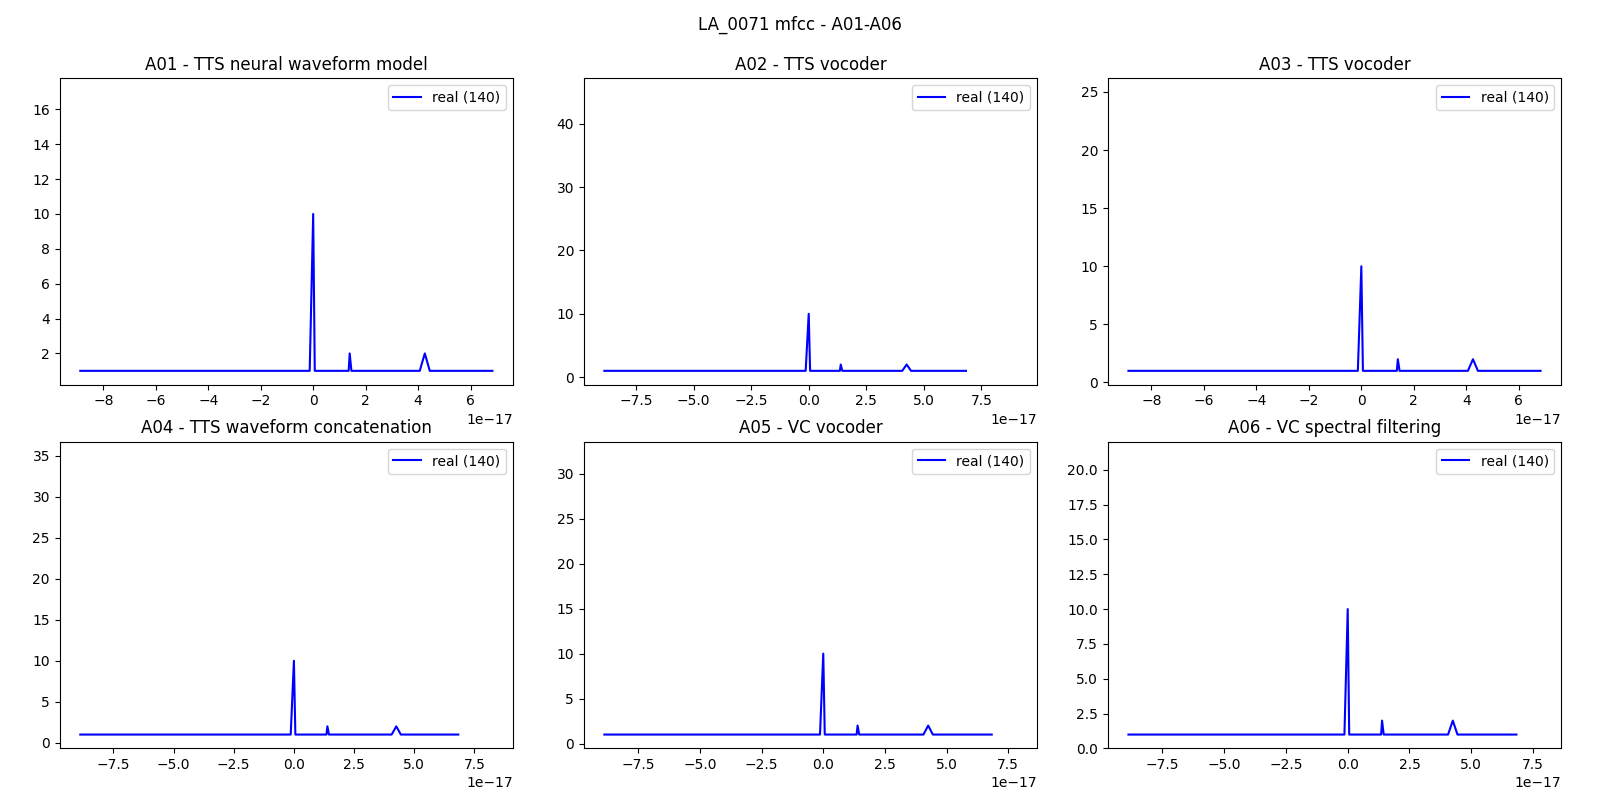 LA_0071 mfcc - A01-A06
A01 - TTS neural waveform model
real (140)
16
14
12
10
8
6
4
2
−8 −6 −4 −2 0 2 4 6
1e−17
A02 - TTS vocoder
real (140)
40
30
20
10
0
−7.5 −5.0 −2.5 0.0 2.5 5.0 7.5
1e−17
A03 - TTS vocoder
real (140)
25
20
15
10
5
0
−8 −6 −4 −2 0 2 4 6
1e−17
A04 - TTS waveform concatenation
real (140)
35
30
25
20
15
10
5
0
−7.5 −5.0 −2.5 0.0 2.5 5.0 7.5
1e−17
A05 - VC vocoder
real (140)
30
25
20
15
10
5
0
−7.5 −5.0 −2.5 0.0 2.5 5.0 7.5
1e−17
A06 - VC spectral filtering
real (140)
20.0
17.5
15.0
12.5
10.0
7.5
5.0
2.5
0.0
−7.5 −5.0 −2.5 0.0 2.5 5.0 7.5
1e−17